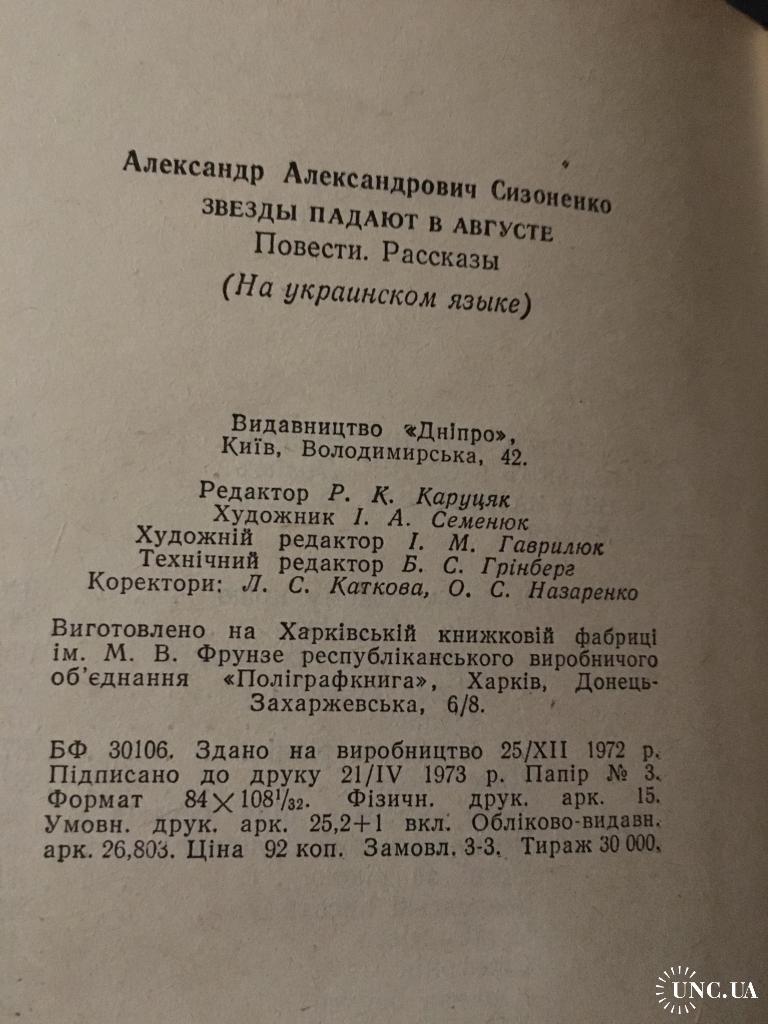 Александр Александрович Сизоненко
ЗВЕЗДЫ ПАДАЮТ В АВГУСТЕ
Повести. Рассказы
(На украинском языке)
Видавництво «Дніпро»,
Київ, Володимирська, 42.
Редактор Р. К. Каруцяк
Художник І. А. Семенюк
Художній редактор І. М. Гаврилюк
Технічний редактор Б. С. Грінберг
Коректори: Л. С. Каткова, О. С. Назаренко
Виготовлено на Харківській книжковій фабриці
ім. М. В. Фрунзе республіканського виробничого
об'єднання «Поліграфкнига», Харків, Донець-
Захаржевська, 6/8.
БФ 30106. Здано на виробництво 25/XII 1972 р.
Підписано до друку 21/IV 1973 р. Папір № 3.
Формат 84×108¹/₃₂. Фізичн. друк. арк. 15.
Умовн. друк. арк. 25,2+1 вкл. Обліково-видавн.
арк. 26,803. Ціна 92 коп. Замовл. 3-3. Тираж 30 000.
UNC.UA